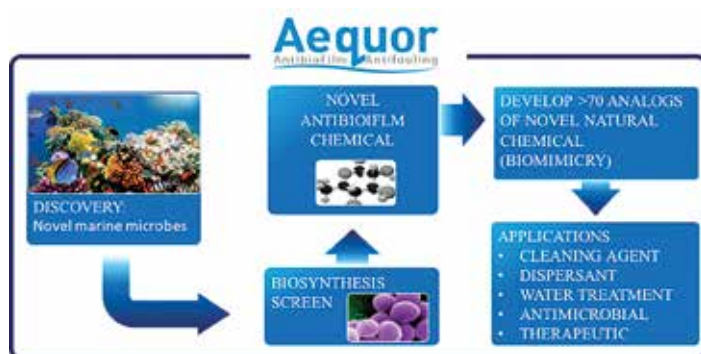 Aequor
Antibiofilm Antifouling
DISCOVERY:
Novel marine microbes
BIOSYNTHESIS
SCREEN
NOVEL
ANTIBIOIFLM
CHEMICAL
DEVELOP >70 ANALOGS
OF NOVEL NATURAL
CHEMICAL
(BIOMIMICRY)
APPLICATIONS
• CLEANING AGENT
• DISPERSANT
• WATER TREATMENT
• ANTIMICROBIAL
• THERAPEUTIC